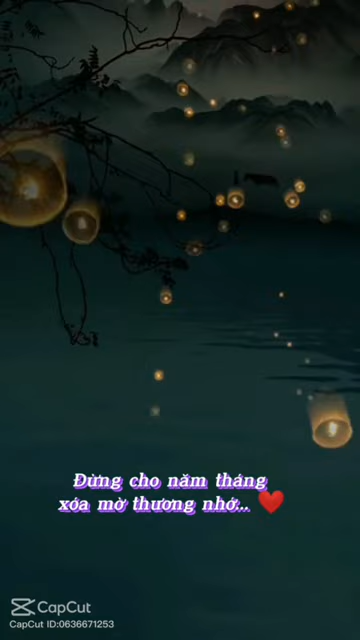 Đừng cho năm tháng
xóa mờ thương nhớ... ❤️
CapCut
CapCut ID:0636671253